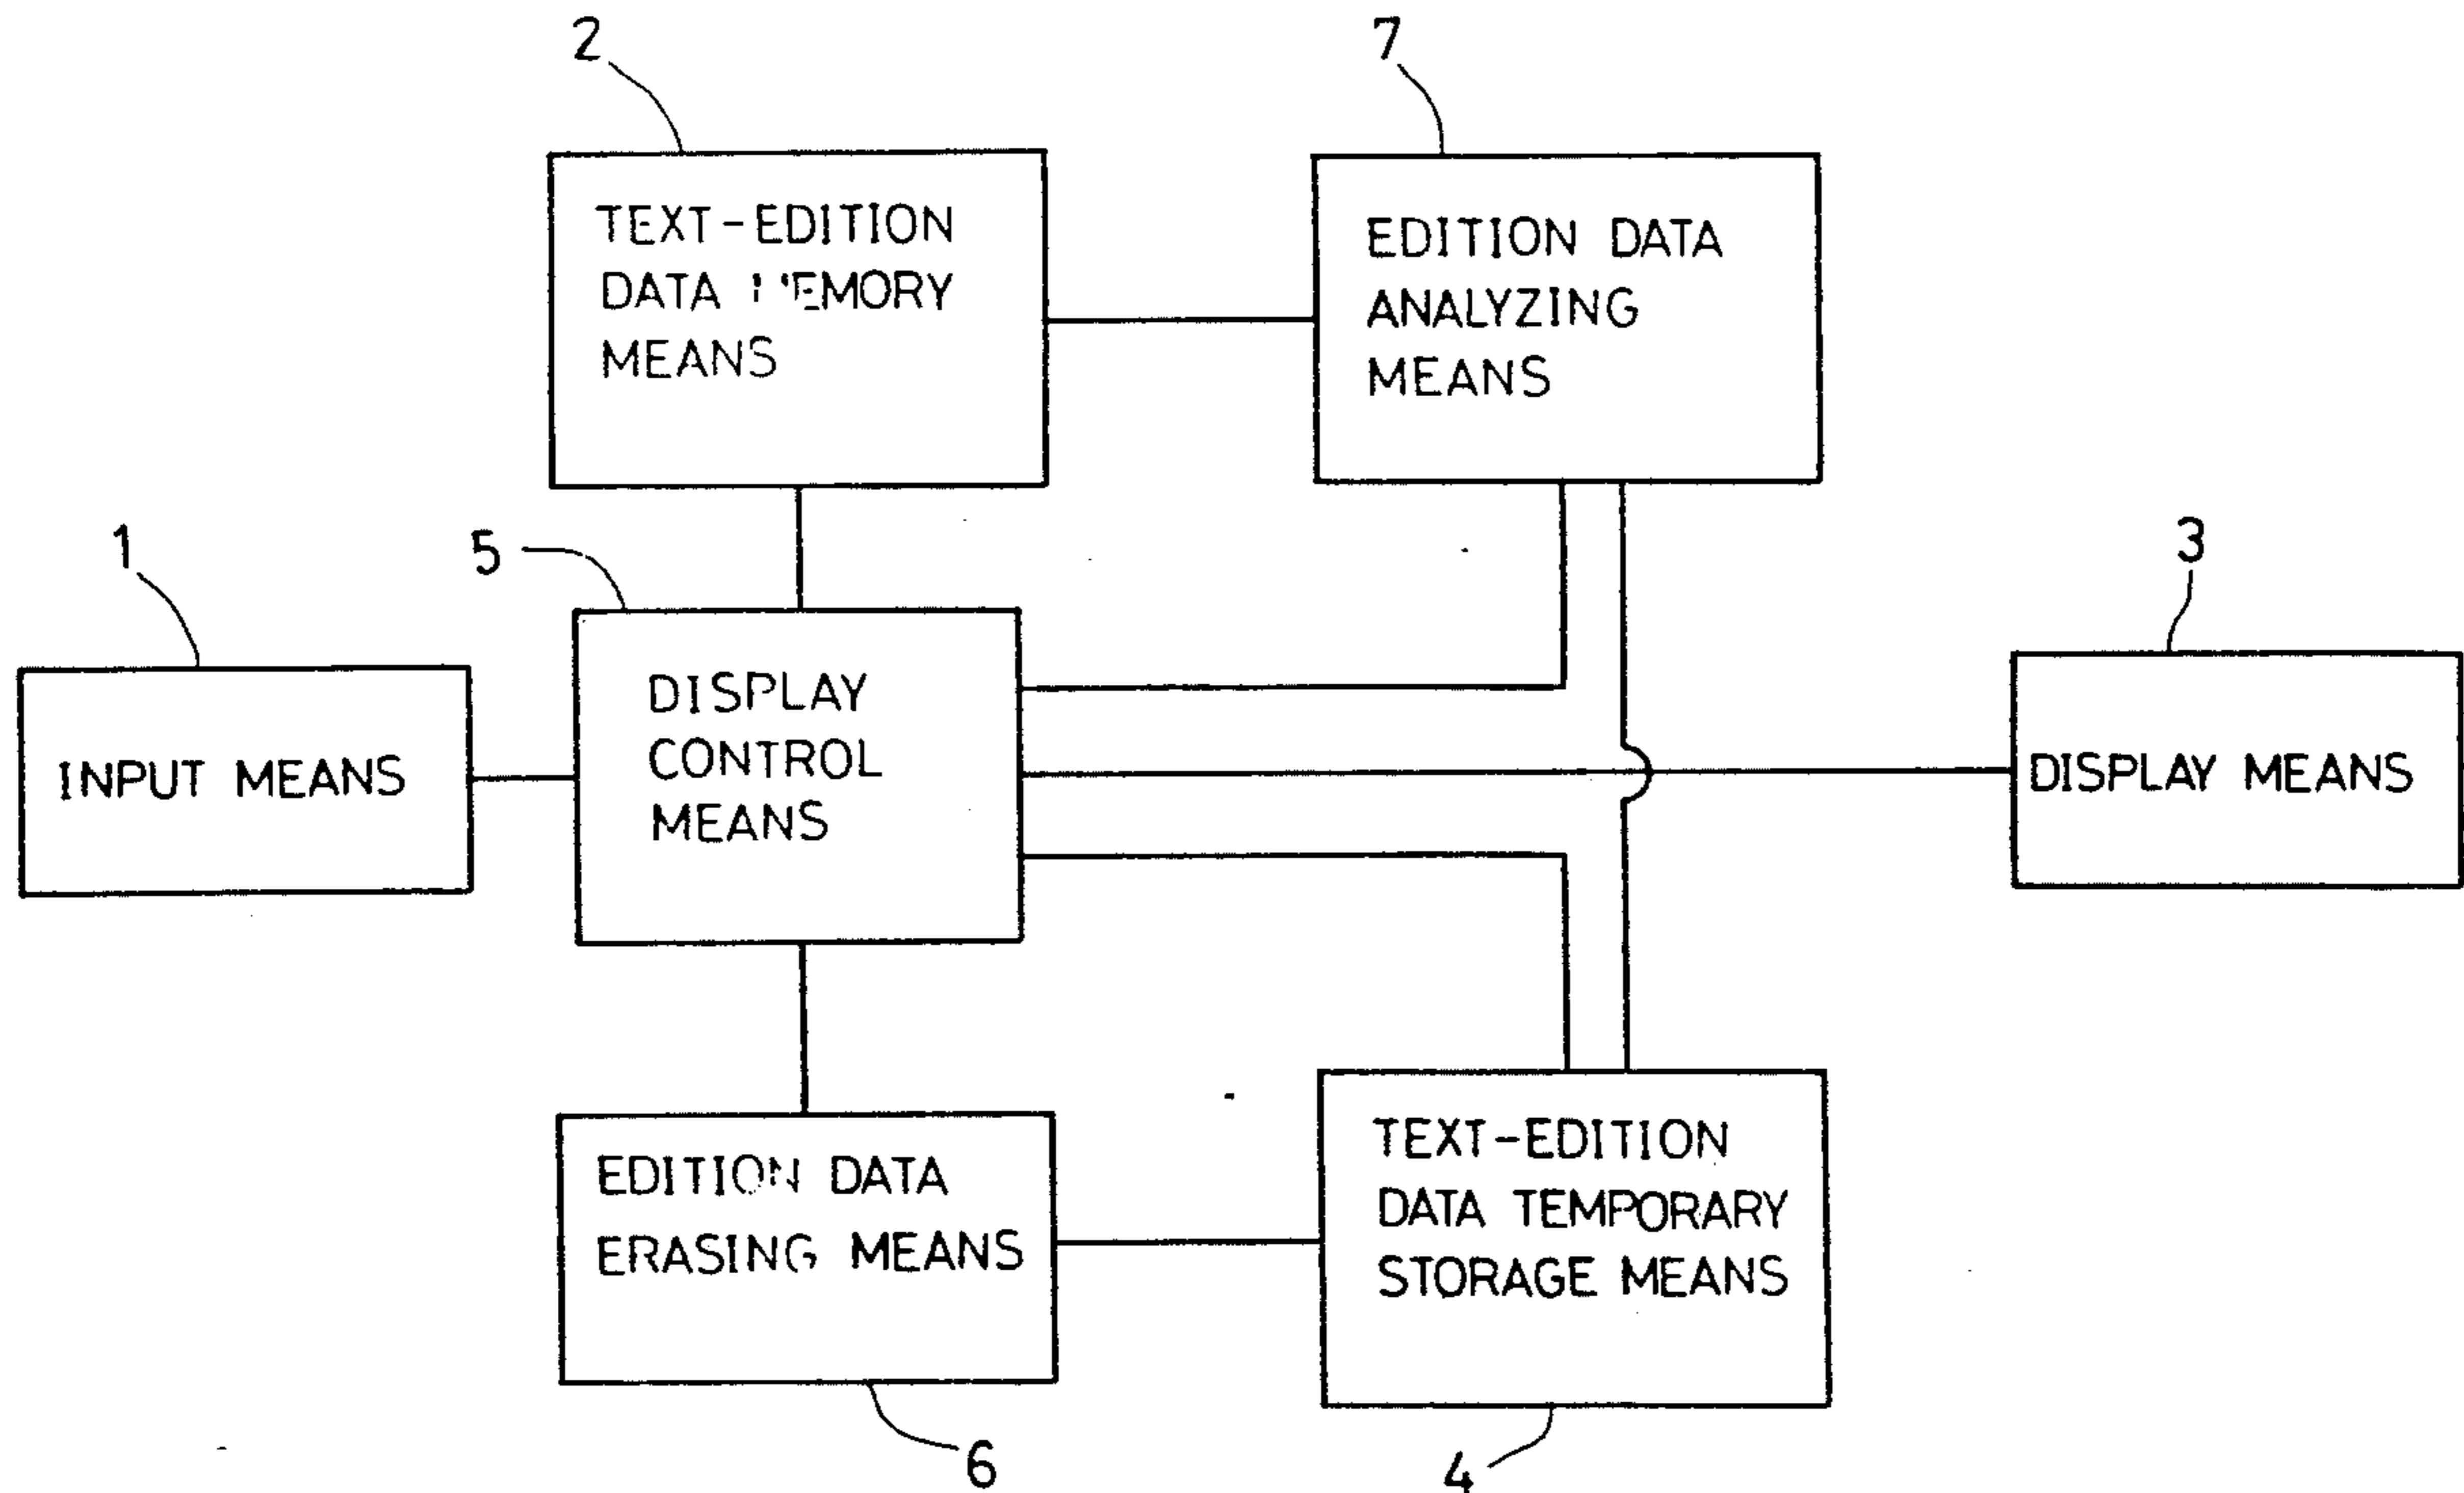 2
7
TEXT-EDITION
DATA MEMORY
MEANS
EDITION DATA
ANALYZING
MEANS
1
5
3
INPUT MEANS
DISPLAY
CONTROL
MEANS
DISPLAY MEANS
EDITION DATA
ERASING MEANS
TEXT-EDITION
DATA TEMPORARY
STORAGE MEANS
6
4